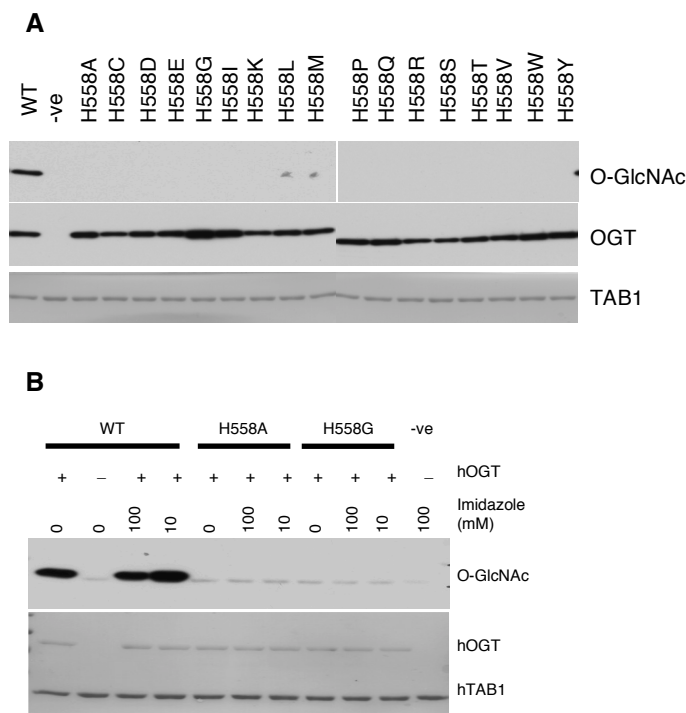 A
WT -ve H558A H558C H558D H558E H558G H558I H558K H558L H558M H558P H558Q H558R H558S H558T H558V H558W H558Y
O-GlcNAc
OGT
TAB1
B
WT H558A H558G -ve
+ − + + + + + + + + − hOGT
0 0 100 10 0 100 10 0 100 10 100 Imidazole (mM)
O-GlcNAc
hOGT
hTAB1